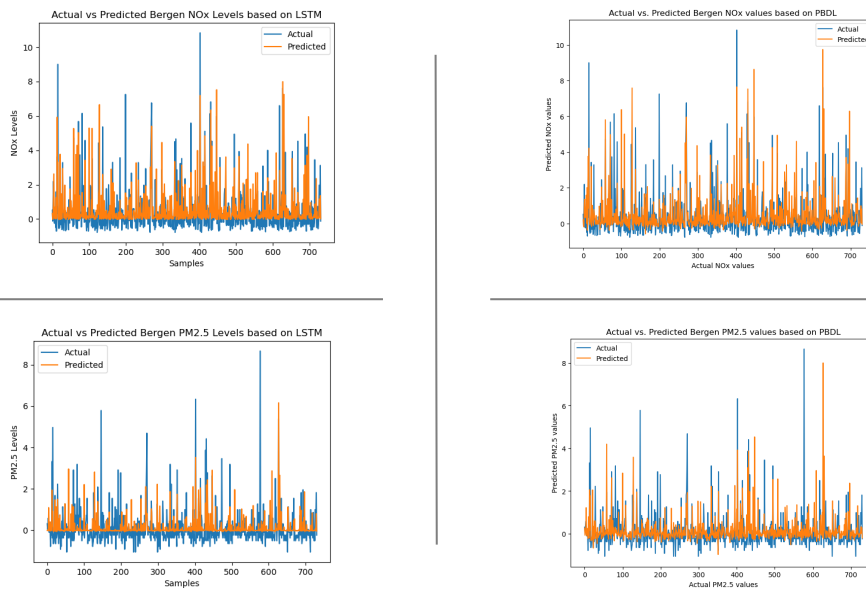 Actual vs Predicted Bergen NOx Levels based on LSTM
Actual
Predicted
NOx Levels
10
8
6
4
2
0
0 100 200 300 400 500 600 700
Samples
Actual vs. Predicted Bergen NOx values based on PBDL
Actual
Predicted
Predicted NOx values
10
8
6
4
2
0
0 100 200 300 400 500 600 700
Actual NOx values
Actual vs Predicted Bergen PM2.5 Levels based on LSTM
Actual
Predicted
PM2.5 Levels
8
6
4
2
0
0 100 200 300 400 500 600 700
Samples
Actual vs. Predicted Bergen PM2.5 values based on PBDL
Actual
Predicted
Predicted PM2.5 values
8
6
4
2
0
0 100 200 300 400 500 600 700
Actual PM2.5 values